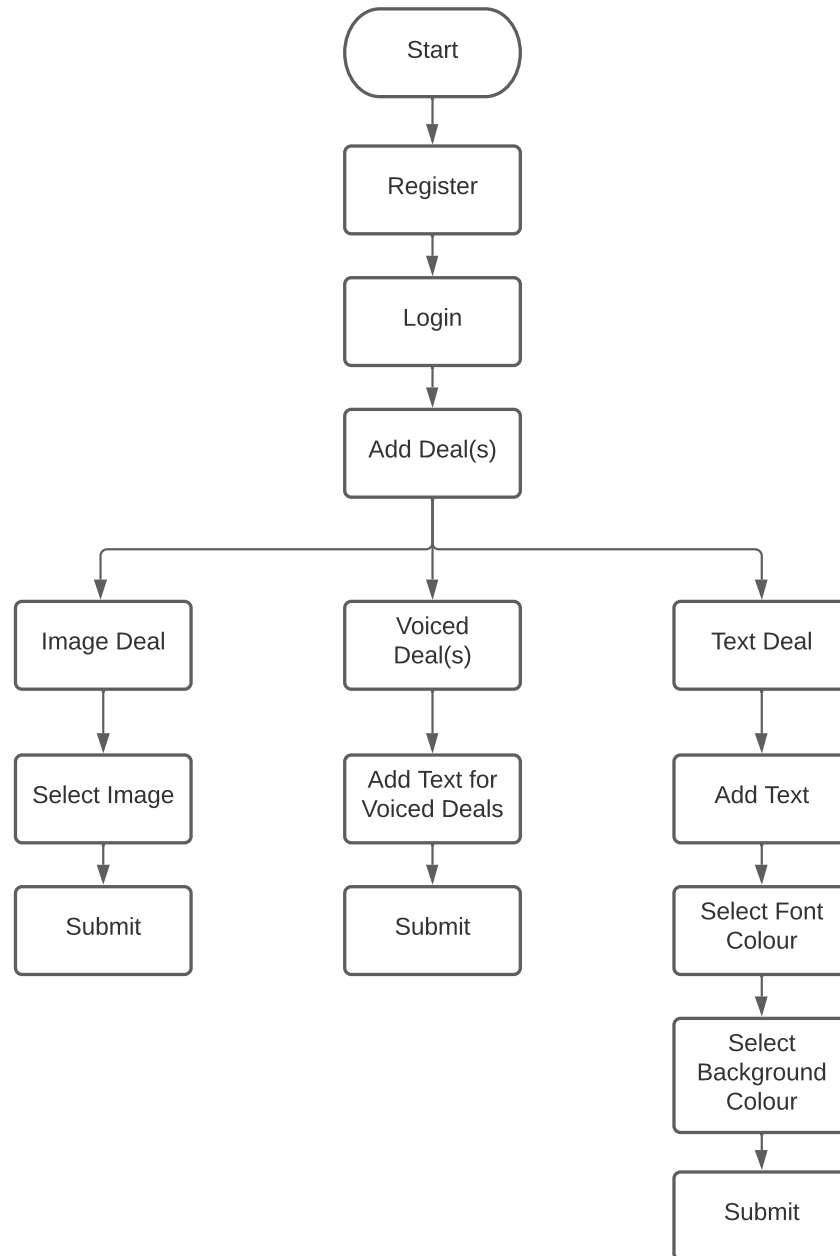 Start
Register
Login
Add Deal(s)
Image Deal
Voiced
Deal(s)
Text Deal
Select Image
Add Text for
Voiced Deals
Add Text
Submit
Submit
Select Font
Colour
Select
Background
Colour
Submit